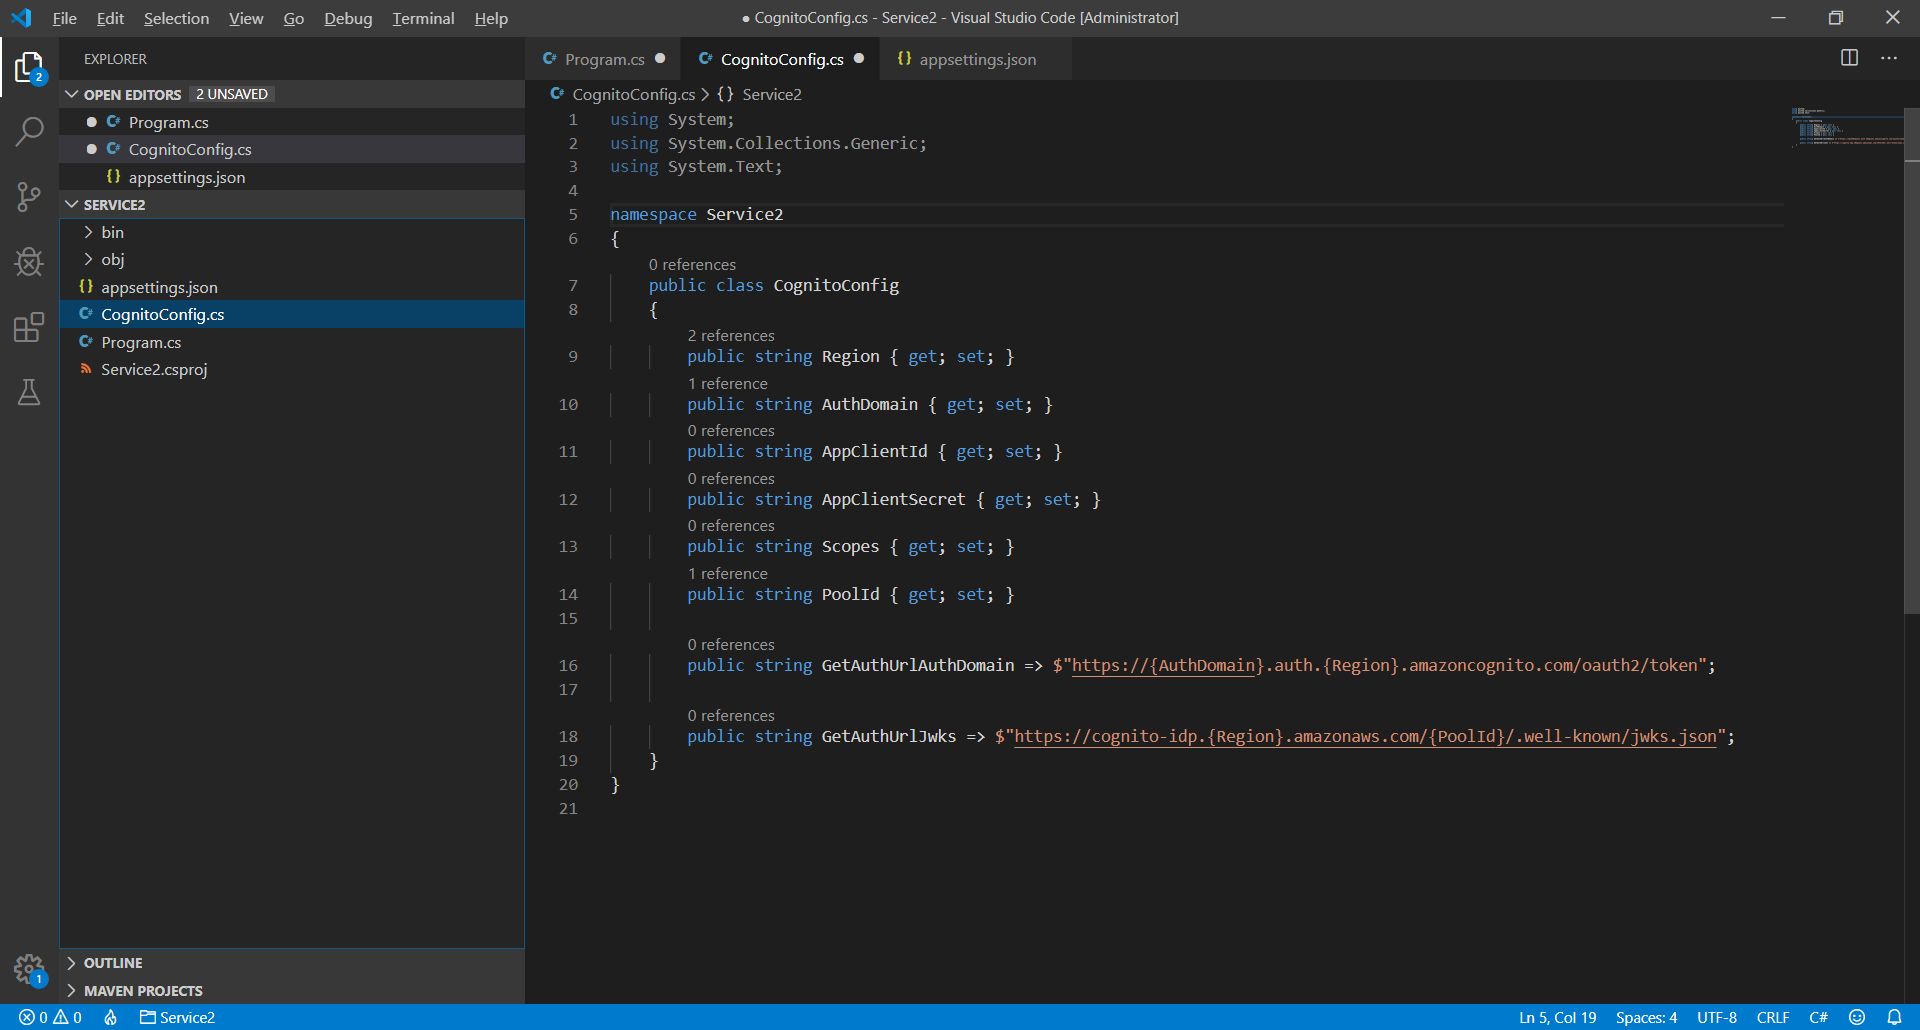 File Edit Selection View Go Debug Terminal Help
● CognitoConfig.cs - Service2 - Visual Studio Code [Administrator]
EXPLORER
2
OPEN EDITORS 2 UNSAVED
C# Program.cs
C# CognitoConfig.cs
{} appsettings.json
SERVICE2
bin
obj
{} appsettings.json
C# CognitoConfig.cs
C# Program.cs
Service2.csproj
OUTLINE
MAVEN PROJECTS
1
C# Program.cs
C# CognitoConfig.cs
{} appsettings.json
C# CognitoConfig.cs > {} Service2
1 using System;
2 using System.Collections.Generic;
3 using System.Text;
4
5 namespace Service2
6 {
0 references
7 public class CognitoConfig
8 {
2 references
9 public string Region { get; set; }
1 reference
10 public string AuthDomain { get; set; }
0 references
11 public string AppClientId { get; set; }
0 references
12 public string AppClientSecret { get; set; }
0 references
13 public string Scopes { get; set; }
1 reference
14 public string PoolId { get; set; }
15
0 references
16 public string GetAuthUrlAuthDomain => $"https://{AuthDomain}.auth.{Region}.amazoncognito.com/oauth2/token";
17
0 references
18 public string GetAuthUrlJwks => $"https://cognito-idp.{Region}.amazonaws.com/{PoolId}/.well-known/jwks.json";
19 }
20 }
21
0 0 Service2
Ln 5, Col 19 Spaces: 4 UTF-8 CRLF C#